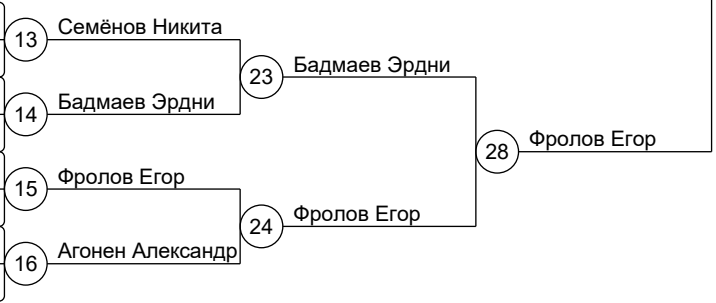 13 Семёнов Никита
23 Бадмаев Эрдни
14 Бадмаев Эрдни
28 Фролов Егор
15 Фролов Егор
24 Фролов Егор
16 Агонен Александр